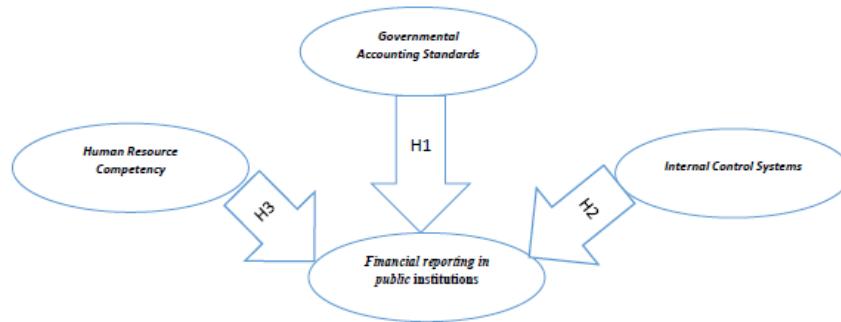 Governmental
Accounting Standards
Human Resource
Competency
H1
Internal Control Systems
H3
H2
Financial reporting in
public institutions